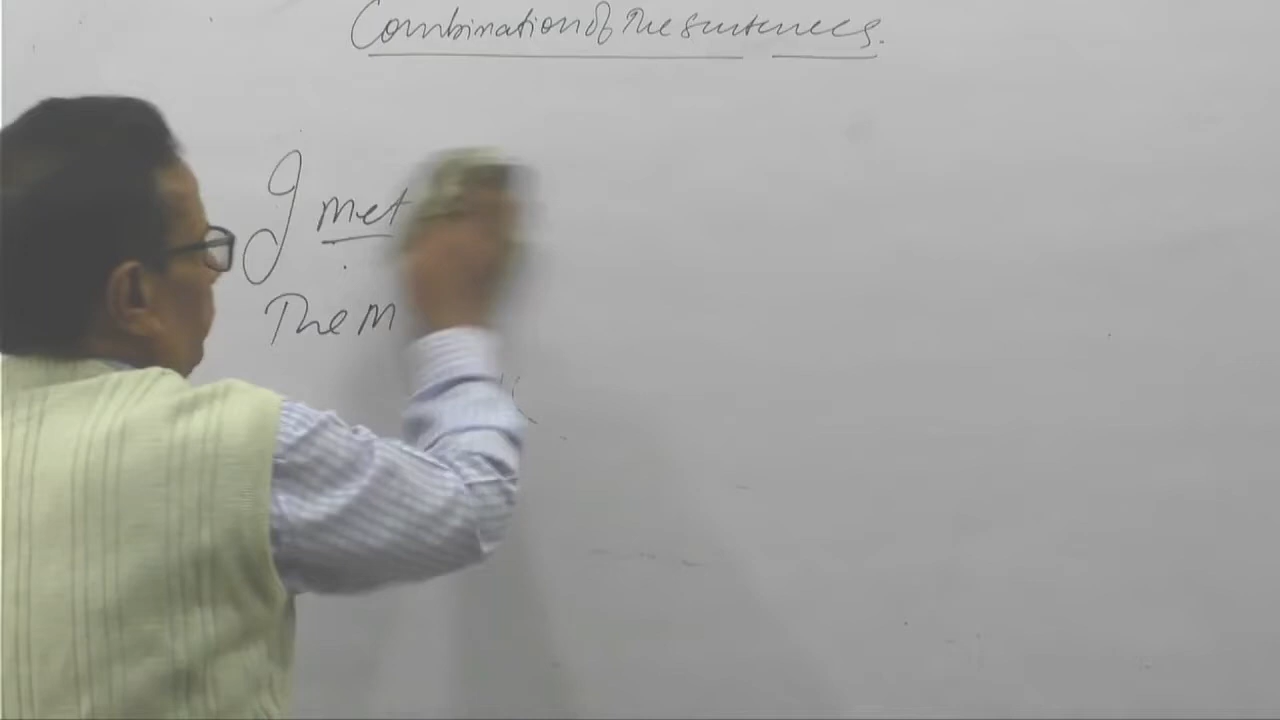 Combination of the sentences.
I met
The M